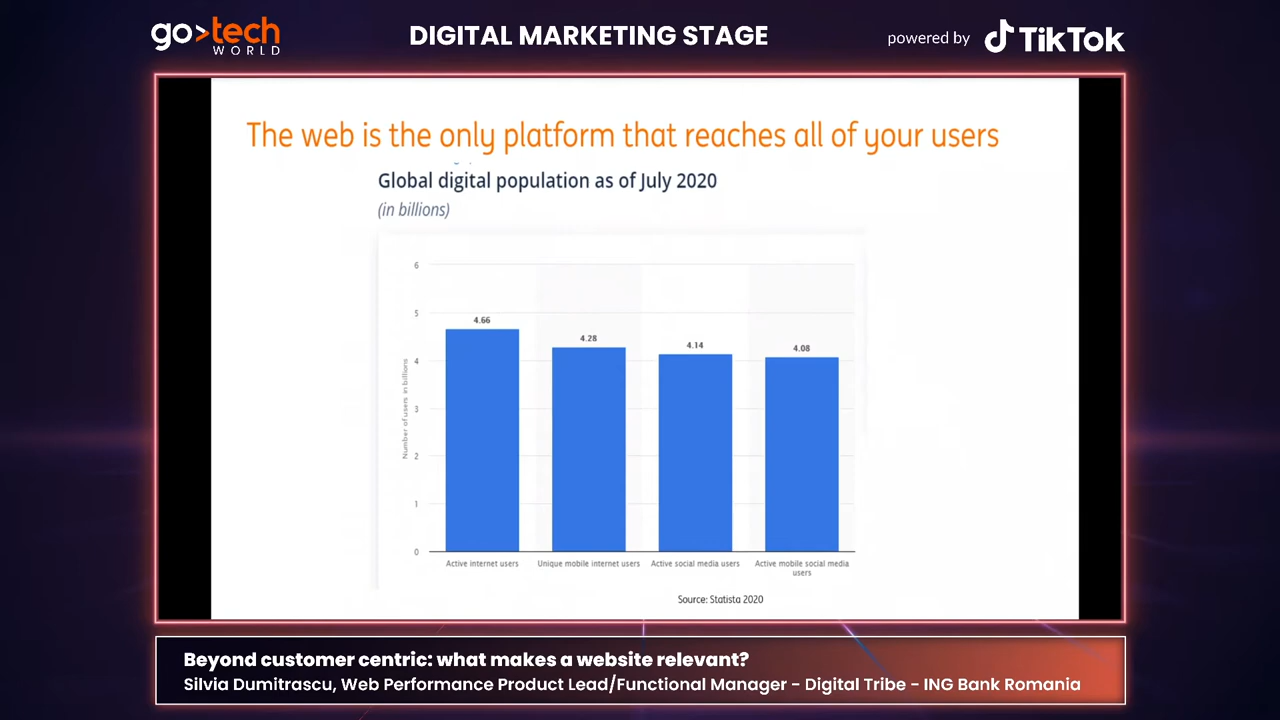 go>tech
WORLD
DIGITAL MARKETING STAGE
powered by TikTok
The web is the only platform that reaches all of your users
Global digital population as of July 2020
(in billions)
6
5
4
3
2
1
0
Number of users in billions
4.66
4.28
4.14
4.08
Active internet users
Unique mobile internet users
Active social media users
Active mobile social media
users
Source: Statista 2020
Beyond customer centric: what makes a website relevant?
Silvia Dumitrascu, Web Performance Product Lead/Functional Manager - Digital Tribe - ING Bank Romania